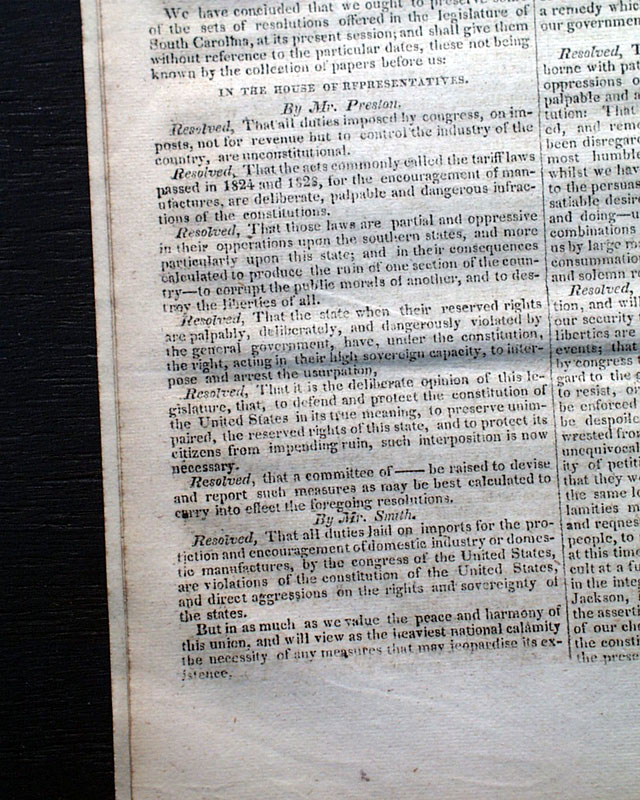 We have concluded that we ought to preserve some
of the sets of resolutions offered in the legislature of
South Carolina, at its present session; and shall give them
without reference to the particular dates, these not being
known by the collection of papers before us:
IN THE HOUSE OF REPRESENTATIVES.
By Mr. Preston.
Resolved, That all duties imposed by congress, on im-
posts, not for revenue but to control the industry of the
country, are unconstitutional.
Resolved, That the acts commonly called the tariff laws
passed in 1824 and 1828, for the encouragement of man-
ufactures, are deliberate, palpable and dangerous infrac-
tions of the constitutions.
Resolved, That those laws are partial and oppressive
in their opperations upon the southern states, and more
particularly upon this state; and in their consequences
calculated to produce the ruin of one section of the coun-
try—to corrupt the public morals of another, and to des-
troy the liberties of all.
Resolved, That the state when their reserved rights
are palpably, deliberately, and dangerously violated by
the general government, have, under the constitution,
the right, acting in their high sovereign capacity, to inter-
pose and arrest the usurpation,
Resolved, That it is the deliberate opinion of this le-
gislature, that, to defend and protect the constitution of
the United States in its true meaning, to preserve unim-
paired, the reserved rights of this state, and to protect its
citizens from impending ruin, such interposition is now
necessary.
Resolved, that a committee of —— be raised to devise
and report such measures as may be best calculated to
carry into effect the foregoing resolutions.
By Mr. Smith.
Resolved, That all duties laid on imports for the pro-
tiction and encouragement of domestic industry or domes-
tic manufactures, by the congress of the United States,
are violations of the constitution of the United States,
and direct aggressions on the rights and sovereignty of
the states.
But in as much as we value the peace and harmony of
this union, and will view as the heaviest national calamity
the necessity of any measures that may jeopardise its ex-
istence.
a remedy which
our governmen
Resolved, T
borne with pat
oppressions o
palpable and a
tution: That
ed, and remo
been disregar
most humble
whilst we hav
to the persua
satiable desir
and doing—t
combinations
us by large m
consummation
and solemn r
Resolved,
tion, and wil
our security
liberties are
events; that
by congress
gard to the g
to resist, or
be enforced
be despoile
wrested from
unequivocal
ity of petiti
that they w
the same lo
lamities m
and reques
people, to
at this time
cult at a fu
in the inter
Jackson, i
the asserti
of our cho
the consti
the prese